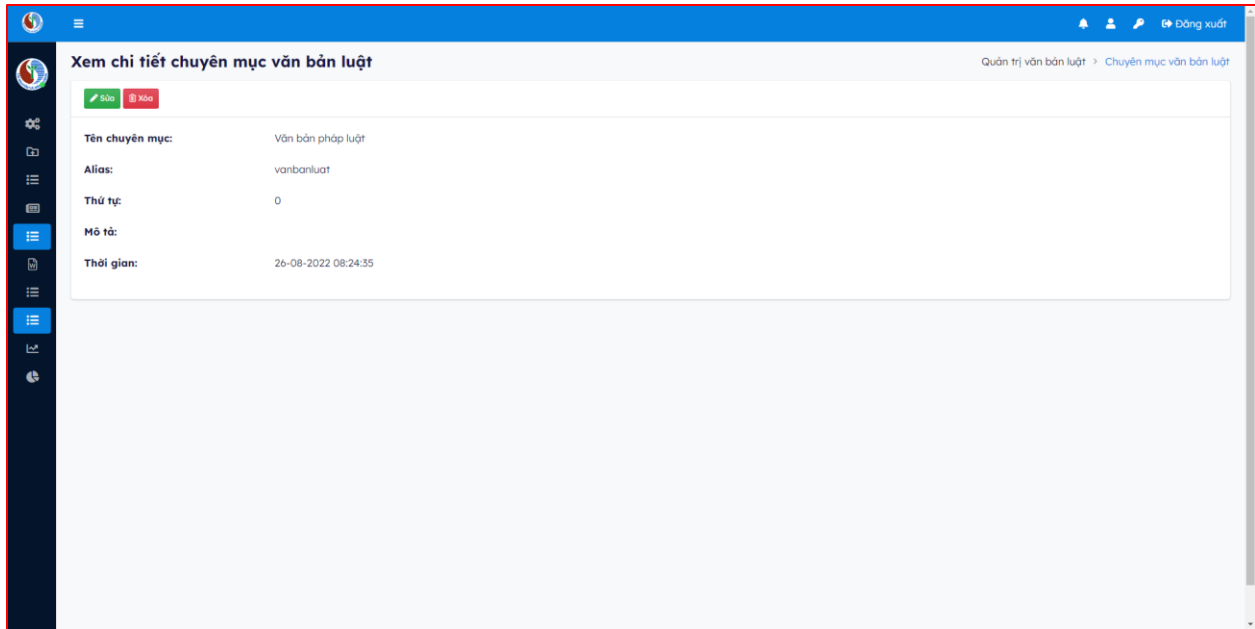 Đăng xuất
Xem chi tiết chuyên mục văn bản luật
Quản trị văn bản luật > Chuyên mục văn bản luật
Sửa Xóa
Tên chuyên mục: Văn bản pháp luật
Alias: vanbanluat
Thứ tự: 0
Mô tả:
Thời gian: 26-08-2022 08:24:35